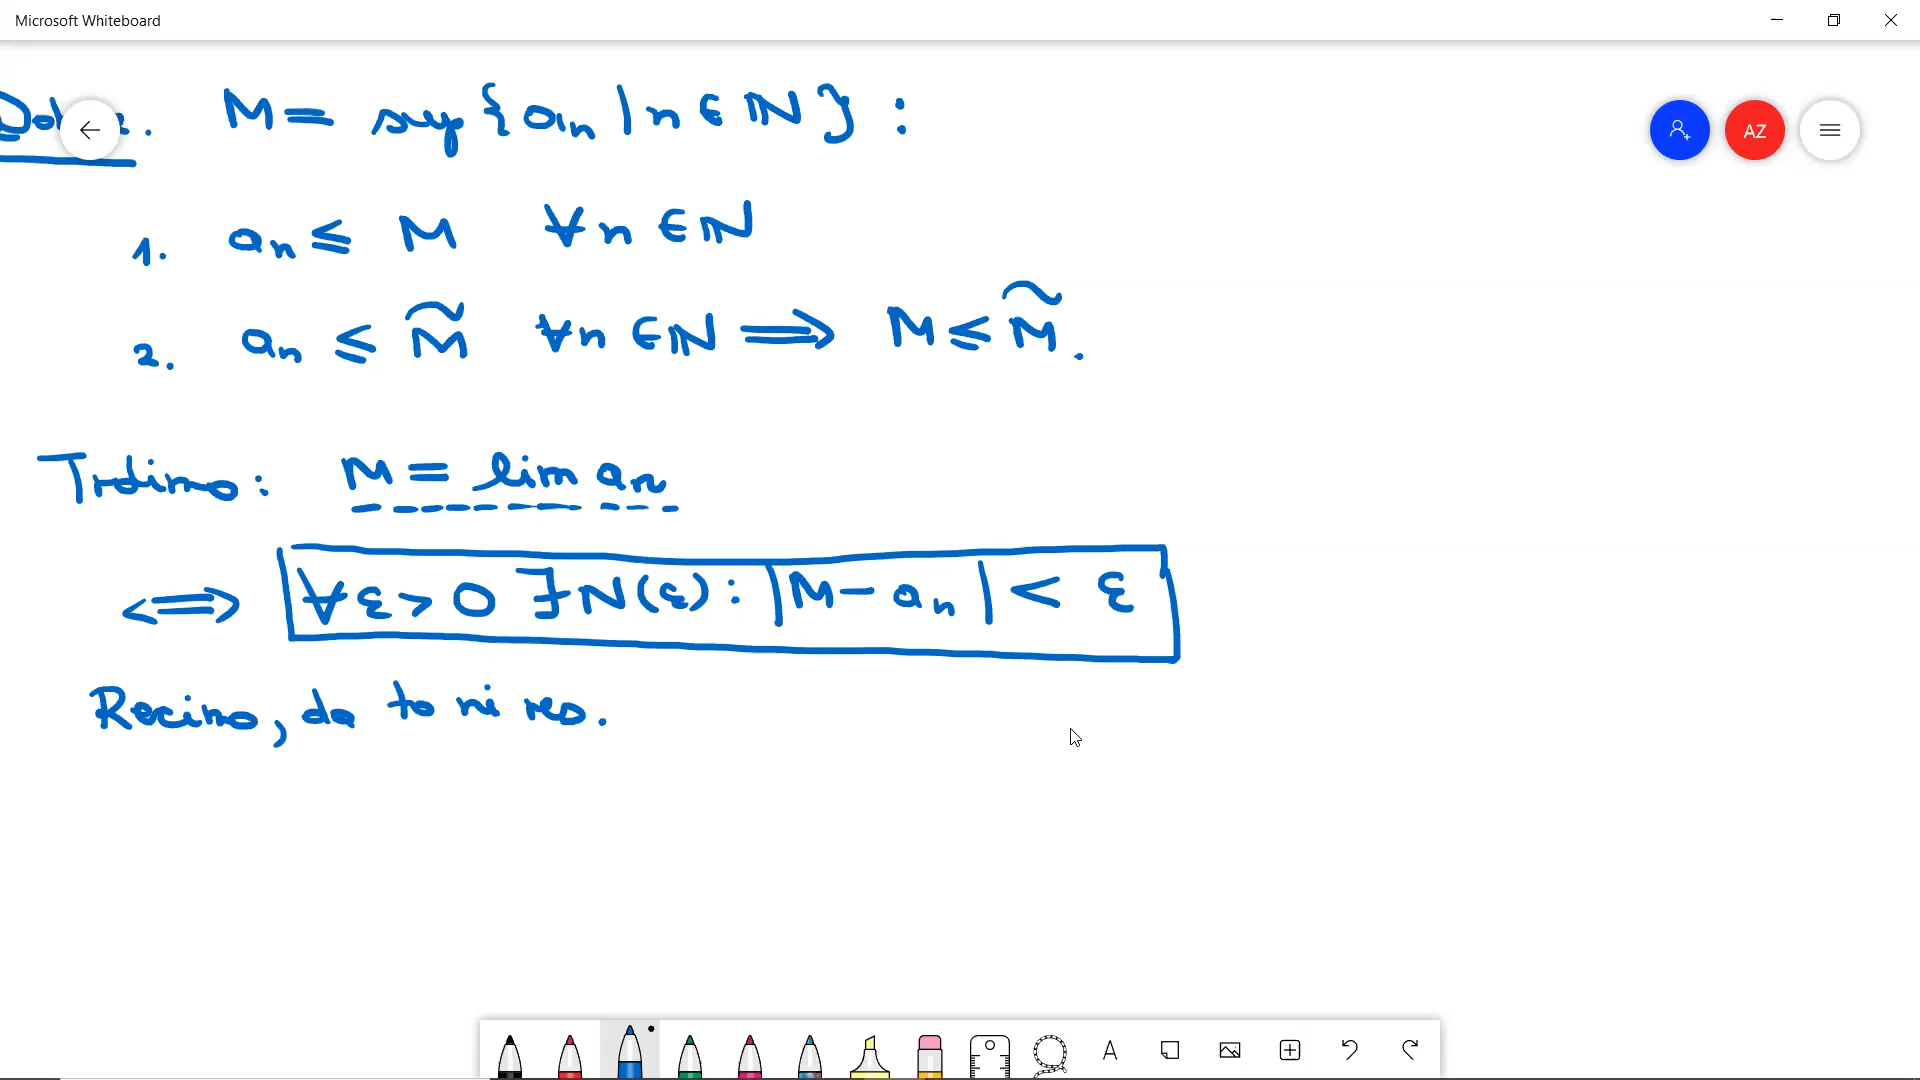 Microsoft Whiteboard
M = sup{aₙ | n ∈ ℕ} :
AZ
1. aₙ ≤ M ∀n ∈ ℕ
2. aₙ ≤ M̃ ∀n ∈ ℕ ⟹ M ≤ M̃.
Trdimo: M = lim aₙ
⟺ ∀ε > 0 ∃N(ε) : |M - aₙ| < ε
Recimo, da to ni res.
A